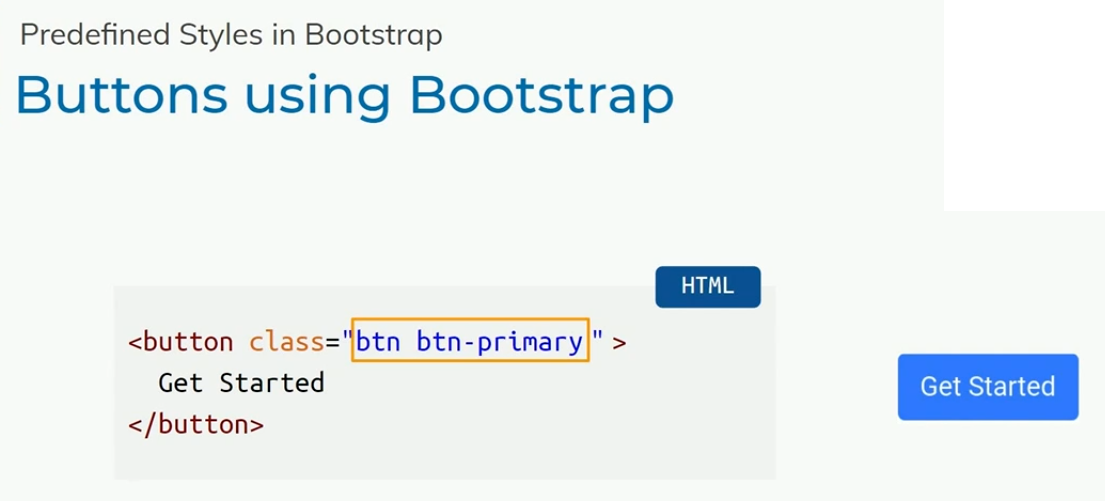 Predefined Styles in Bootstrap
Buttons using Bootstrap
HTML
<button class="btn btn-primary" >
Get Started
</button>
Get Started